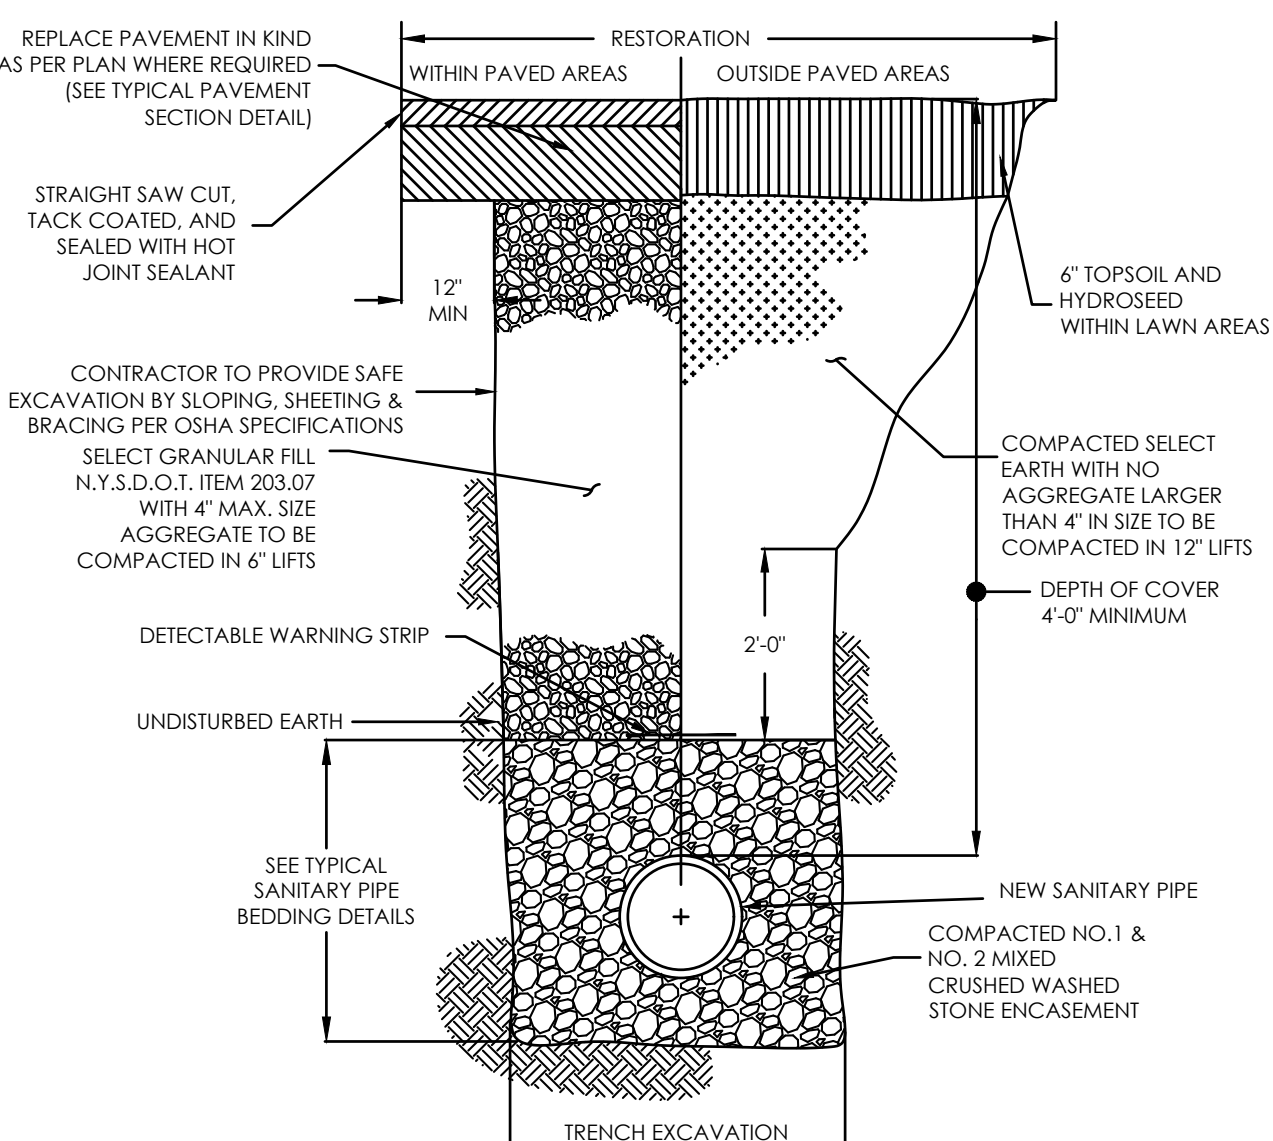 RESTORATION
WITHIN PAVED AREAS
OUTSIDE PAVED AREAS
REPLACE PAVEMENT IN KIND
AS PER PLAN WHERE REQUIRED
(SEE TYPICAL PAVEMENT
SECTION DETAIL)
STRAIGHT SAW CUT,
TACK COATED, AND
SEALED WITH HOT
JOINT SEALANT
12"
MIN
6" TOPSOIL AND
HYDROSEED
WITHIN LAWN AREAS
CONTRACTOR TO PROVIDE SAFE
EXCAVATION BY SLOPING, SHEETING &
BRACING PER OSHA SPECIFICATIONS
SELECT GRANULAR FILL
N.Y.S.D.O.T. ITEM 203.07
WITH 4" MAX. SIZE
AGGREGATE TO BE
COMPACTED IN 6" LIFTS
COMPACTED SELECT
EARTH WITH NO
AGGREGATE LARGER
THAN 4" IN SIZE TO BE
COMPACTED IN 12" LIFTS
DEPTH OF COVER
4'-0" MINIMUM
DETECTABLE WARNING STRIP
2'-0"
UNDISTURBED EARTH
SEE TYPICAL
SANITARY PIPE
BEDDING DETAILS
NEW SANITARY PIPE
COMPACTED NO.1 &
NO. 2 MIXED
CRUSHED WASHED
STONE ENCASEMENT
TRENCH EXCAVATION